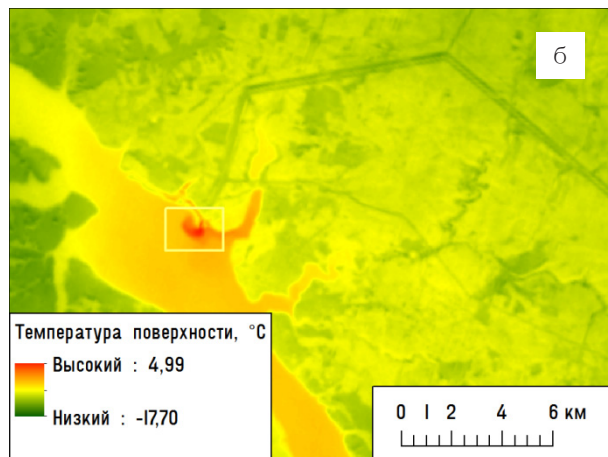 б
Температура поверхности, °C
Высокий : 4,99
Низкий : -17,70
0 1 2 4 6 км